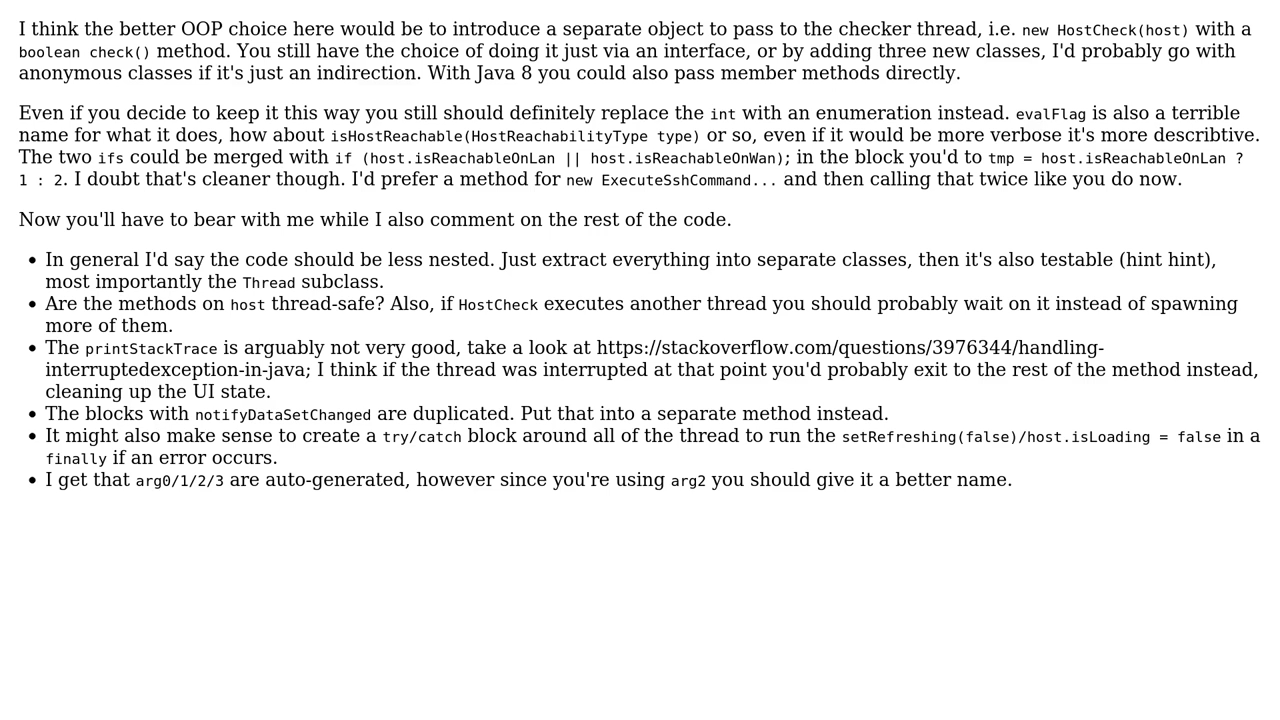 I think the better OOP choice here would be to introduce a separate object to pass to the checker thread, i.e. new HostCheck(host) with a
boolean check() method. You still have the choice of doing it just via an interface, or by adding three new classes, I'd probably go with
anonymous classes if it's just an indirection. With Java 8 you could also pass member methods directly.
Even if you decide to keep it this way you still should definitely replace the int with an enumeration instead. evalFlag is also a terrible
name for what it does, how about isHostReachable(HostReachabilityType type) or so, even if it would be more verbose it's more describtive.
The two ifs could be merged with if (host.isReachableOnLan || host.isReachableOnWan); in the block you'd to tmp = host.isReachableOnLan ?
1 : 2. I doubt that's cleaner though. I'd prefer a method for new ExecuteSshCommand... and then calling that twice like you do now.
Now you'll have to bear with me while I also comment on the rest of the code.
• In general I'd say the code should be less nested. Just extract everything into separate classes, then it's also testable (hint hint),
most importantly the Thread subclass.
• Are the methods on host thread-safe? Also, if HostCheck executes another thread you should probably wait on it instead of spawning
more of them.
• The printStackTrace is arguably not very good, take a look at https://stackoverflow.com/questions/3976344/handling-
interruptedexception-in-java; I think if the thread was interrupted at that point you'd probably exit to the rest of the method instead,
cleaning up the UI state.
• The blocks with notifyDataSetChanged are duplicated. Put that into a separate method instead.
• It might also make sense to create a try/catch block around all of the thread to run the setRefreshing(false)/host.isLoading = false in a
finally if an error occurs.
• I get that arg0/1/2/3 are auto-generated, however since you're using arg2 you should give it a better name.